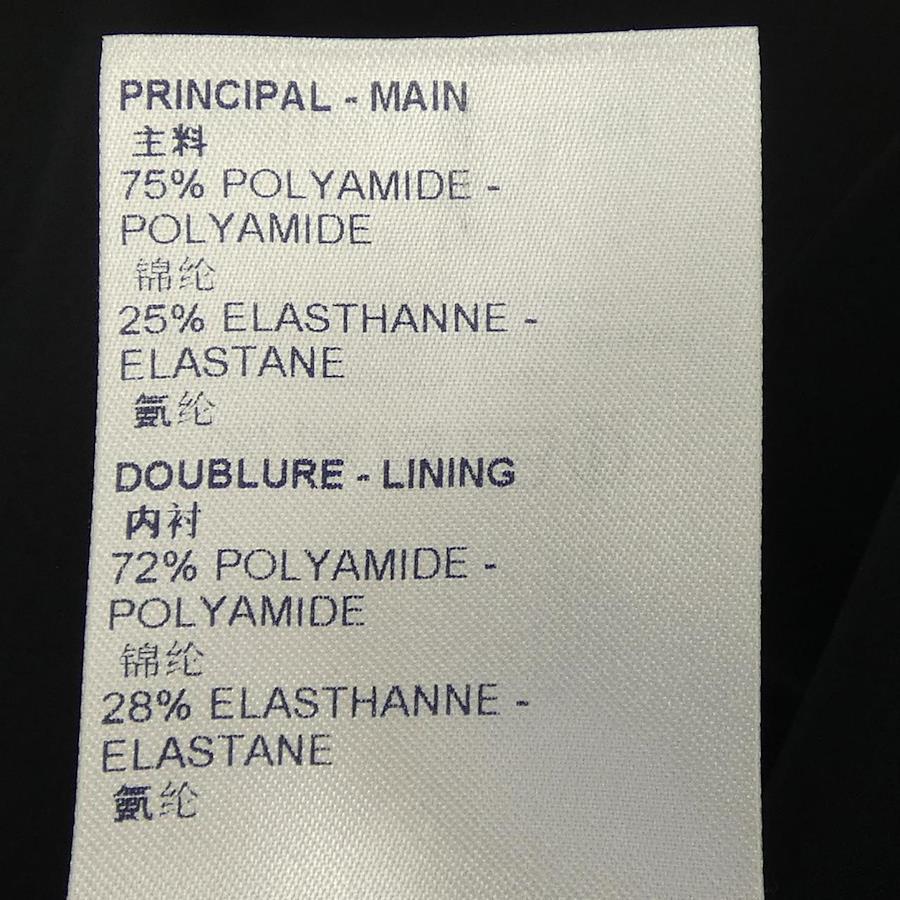 PRINCIPAL - MAIN
主料
75% POLYAMIDE -
POLYAMIDE
锦纶
25% ELASTHANNE -
ELASTANE
氨纶
DOUBLURE - LINING
内衬
72% POLYAMIDE -
POLYAMIDE
锦纶
28% ELASTHANNE -
ELASTANE
氨纶